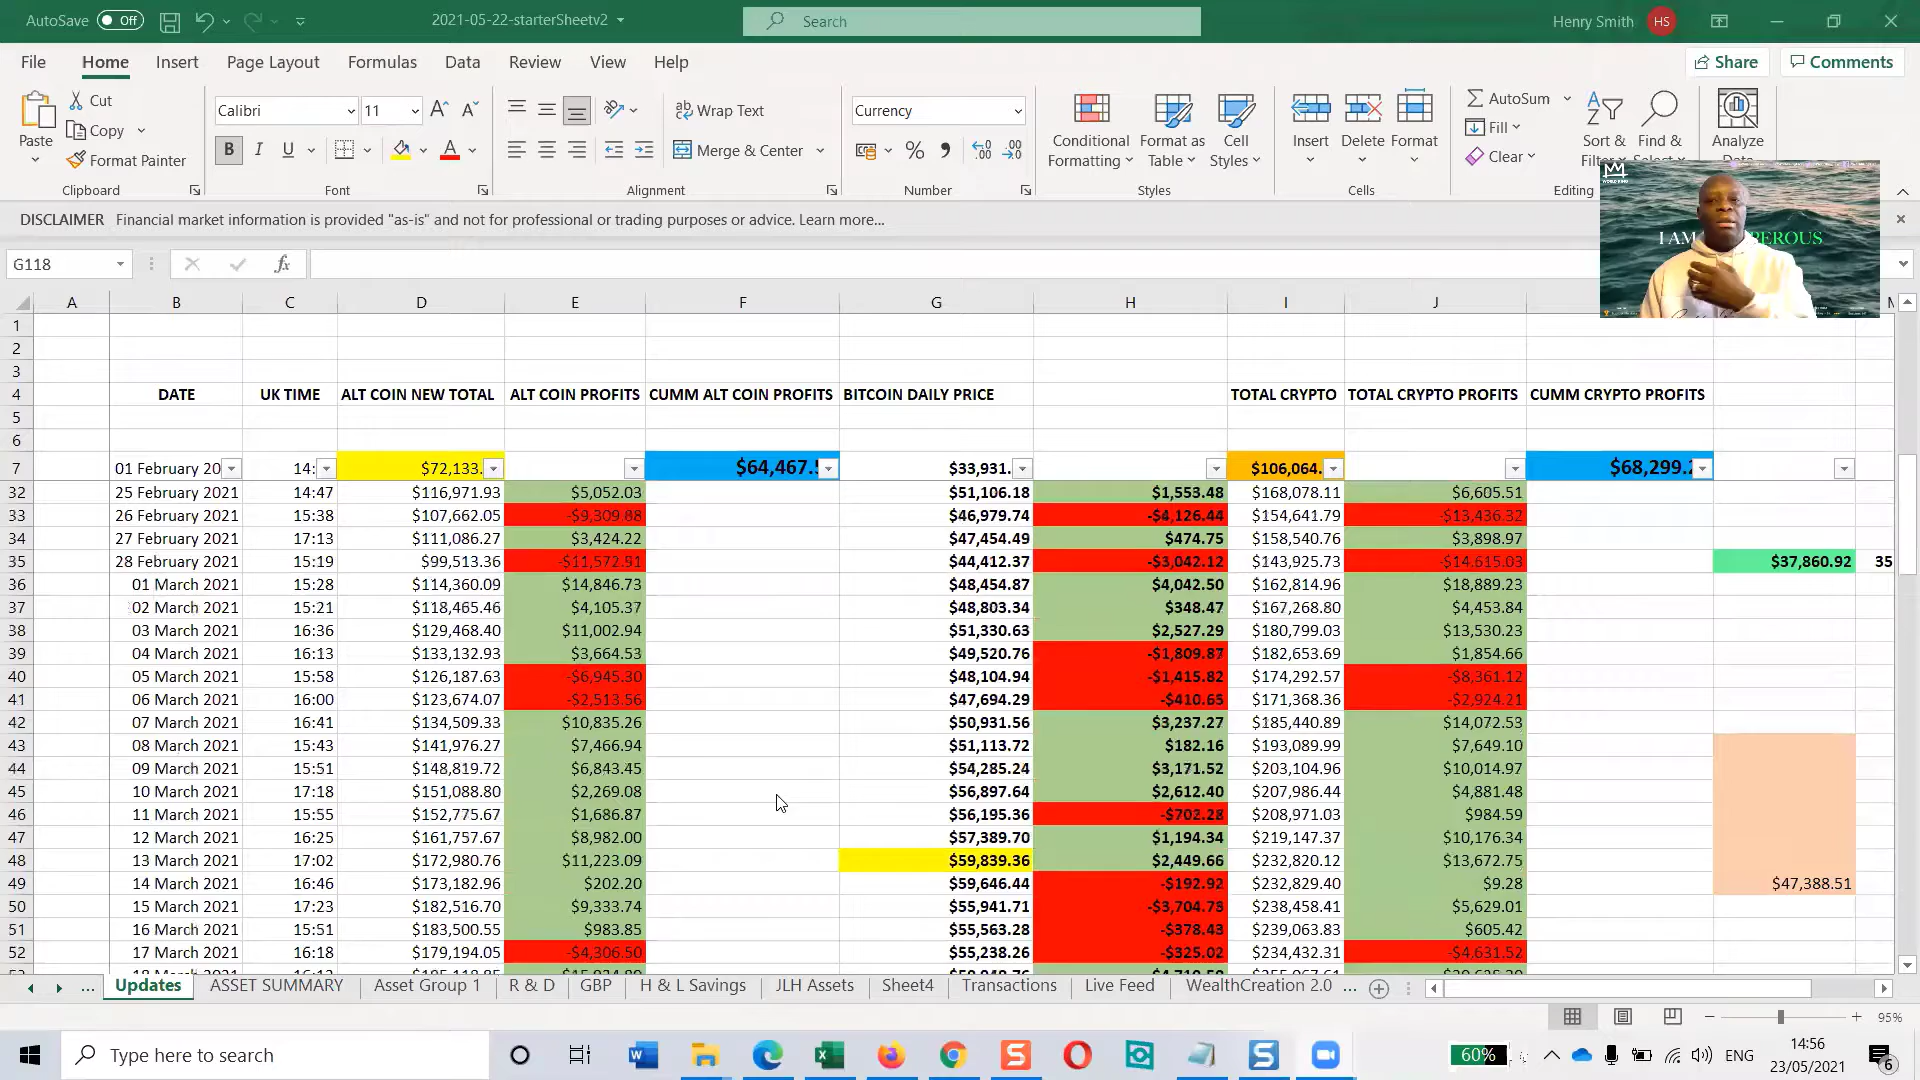 AutoSave Off 2021-05-22-starterSheetv2 Search Henry Smith HS
File Home Insert Page Layout Formulas Data Review View Help Share Comments
Cut Calibri 11 Wrap Text Currency AutoSum
Copy Fill
Paste Format Painter B I U Merge & Center Conditional Formatting Format as Table Cell Styles Insert Delete Format Clear Sort & Find & Analyze
Clipboard Font Alignment Number Styles Cells Editing
DISCLAIMER Financial market information is provided "as-is" and not for professional or trading purposes or advice. Learn more...
I AM
G118 fx
A B C D E F G H I J
1
2
3
4 DATE UK TIME ALT COIN NEW TOTAL ALT COIN PROFITS CUMM ALT COIN PROFITS BITCOIN DAILY PRICE TOTAL CRYPTO TOTAL CRYPTO PROFITS CUMM CRYPTO PROFITS
5
6
7 01 February 20 14: $72,133. $64,467. $33,931. $106,064. $68,299.
32 25 February 2021 14:47 $116,971.93 $5,052.03 $51,106.18 $1,553.48 $168,078.11 $6,605.51
33 26 February 2021 15:38 $107,662.05 -$9,309.88 $46,979.74 -$4,126.44 $154,641.79 -$13,436.32
34 27 February 2021 17:13 $111,086.27 $3,424.22 $47,454.49 $474.75 $158,540.76 $3,898.97
35 28 February 2021 15:19 $99,513.36 -$11,572.91 $44,412.37 -$3,042.12 $143,925.73 -$14,615.03 $37,860.92 35
36 01 March 2021 15:28 $114,360.09 $14,846.73 $48,454.87 $4,042.50 $162,814.96 $18,889.23
37 02 March 2021 15:21 $118,465.46 $4,105.37 $48,803.34 $348.47 $167,268.80 $4,453.84
38 03 March 2021 16:36 $129,468.40 $11,002.94 $51,330.63 $2,527.29 $180,799.03 $13,530.23
39 04 March 2021 16:13 $133,132.93 $3,664.53 $49,520.76 -$1,809.87 $182,653.69 $1,854.66
40 05 March 2021 15:58 $126,187.63 -$6,945.30 $48,104.94 -$1,415.82 $174,292.57 -$8,361.12
41 06 March 2021 16:00 $123,674.07 -$2,513.56 $47,694.29 -$410.65 $171,368.36 -$2,924.21
42 07 March 2021 16:41 $134,509.33 $10,835.26 $50,931.56 $3,237.27 $185,440.89 $14,072.53
43 08 March 2021 15:43 $141,976.27 $7,466.94 $51,113.72 $182.16 $193,089.99 $7,649.10
44 09 March 2021 15:51 $148,819.72 $6,843.45 $54,285.24 $3,171.52 $203,104.96 $10,014.97
45 10 March 2021 17:18 $151,088.80 $2,269.08 $56,897.64 $2,612.40 $207,986.44 $4,881.48
46 11 March 2021 15:55 $152,775.67 $1,686.87 $56,195.36 -$702.28 $208,971.03 $984.59
47 12 March 2021 16:25 $161,757.67 $8,982.00 $57,389.70 $1,194.34 $219,147.37 $10,176.34
48 13 March 2021 17:02 $172,980.76 $11,223.09 $59,839.36 $2,449.66 $232,820.12 $13,672.75
49 14 March 2021 16:46 $173,182.96 $202.20 $59,646.44 -$192.92 $232,829.40 $9.28 $47,388.51
50 15 March 2021 17:23 $182,516.70 $9,333.74 $55,941.71 -$3,704.73 $238,458.41 $5,629.01
51 16 March 2021 15:51 $183,500.55 $983.85 $55,563.28 -$378.43 $239,063.83 $605.42
52 17 March 2021 16:18 $179,194.05 -$4,306.50 $55,238.26 -$325.02 $234,432.31 -$4,631.52
... Updates ASSET SUMMARY Asset Group 1 R & D GBP H & L Savings JLH Assets Sheet4 Transactions Live Feed WealthCreation 2.0 ...
95%
Type here to search 60% ENG 14:56
23/05/2021 6